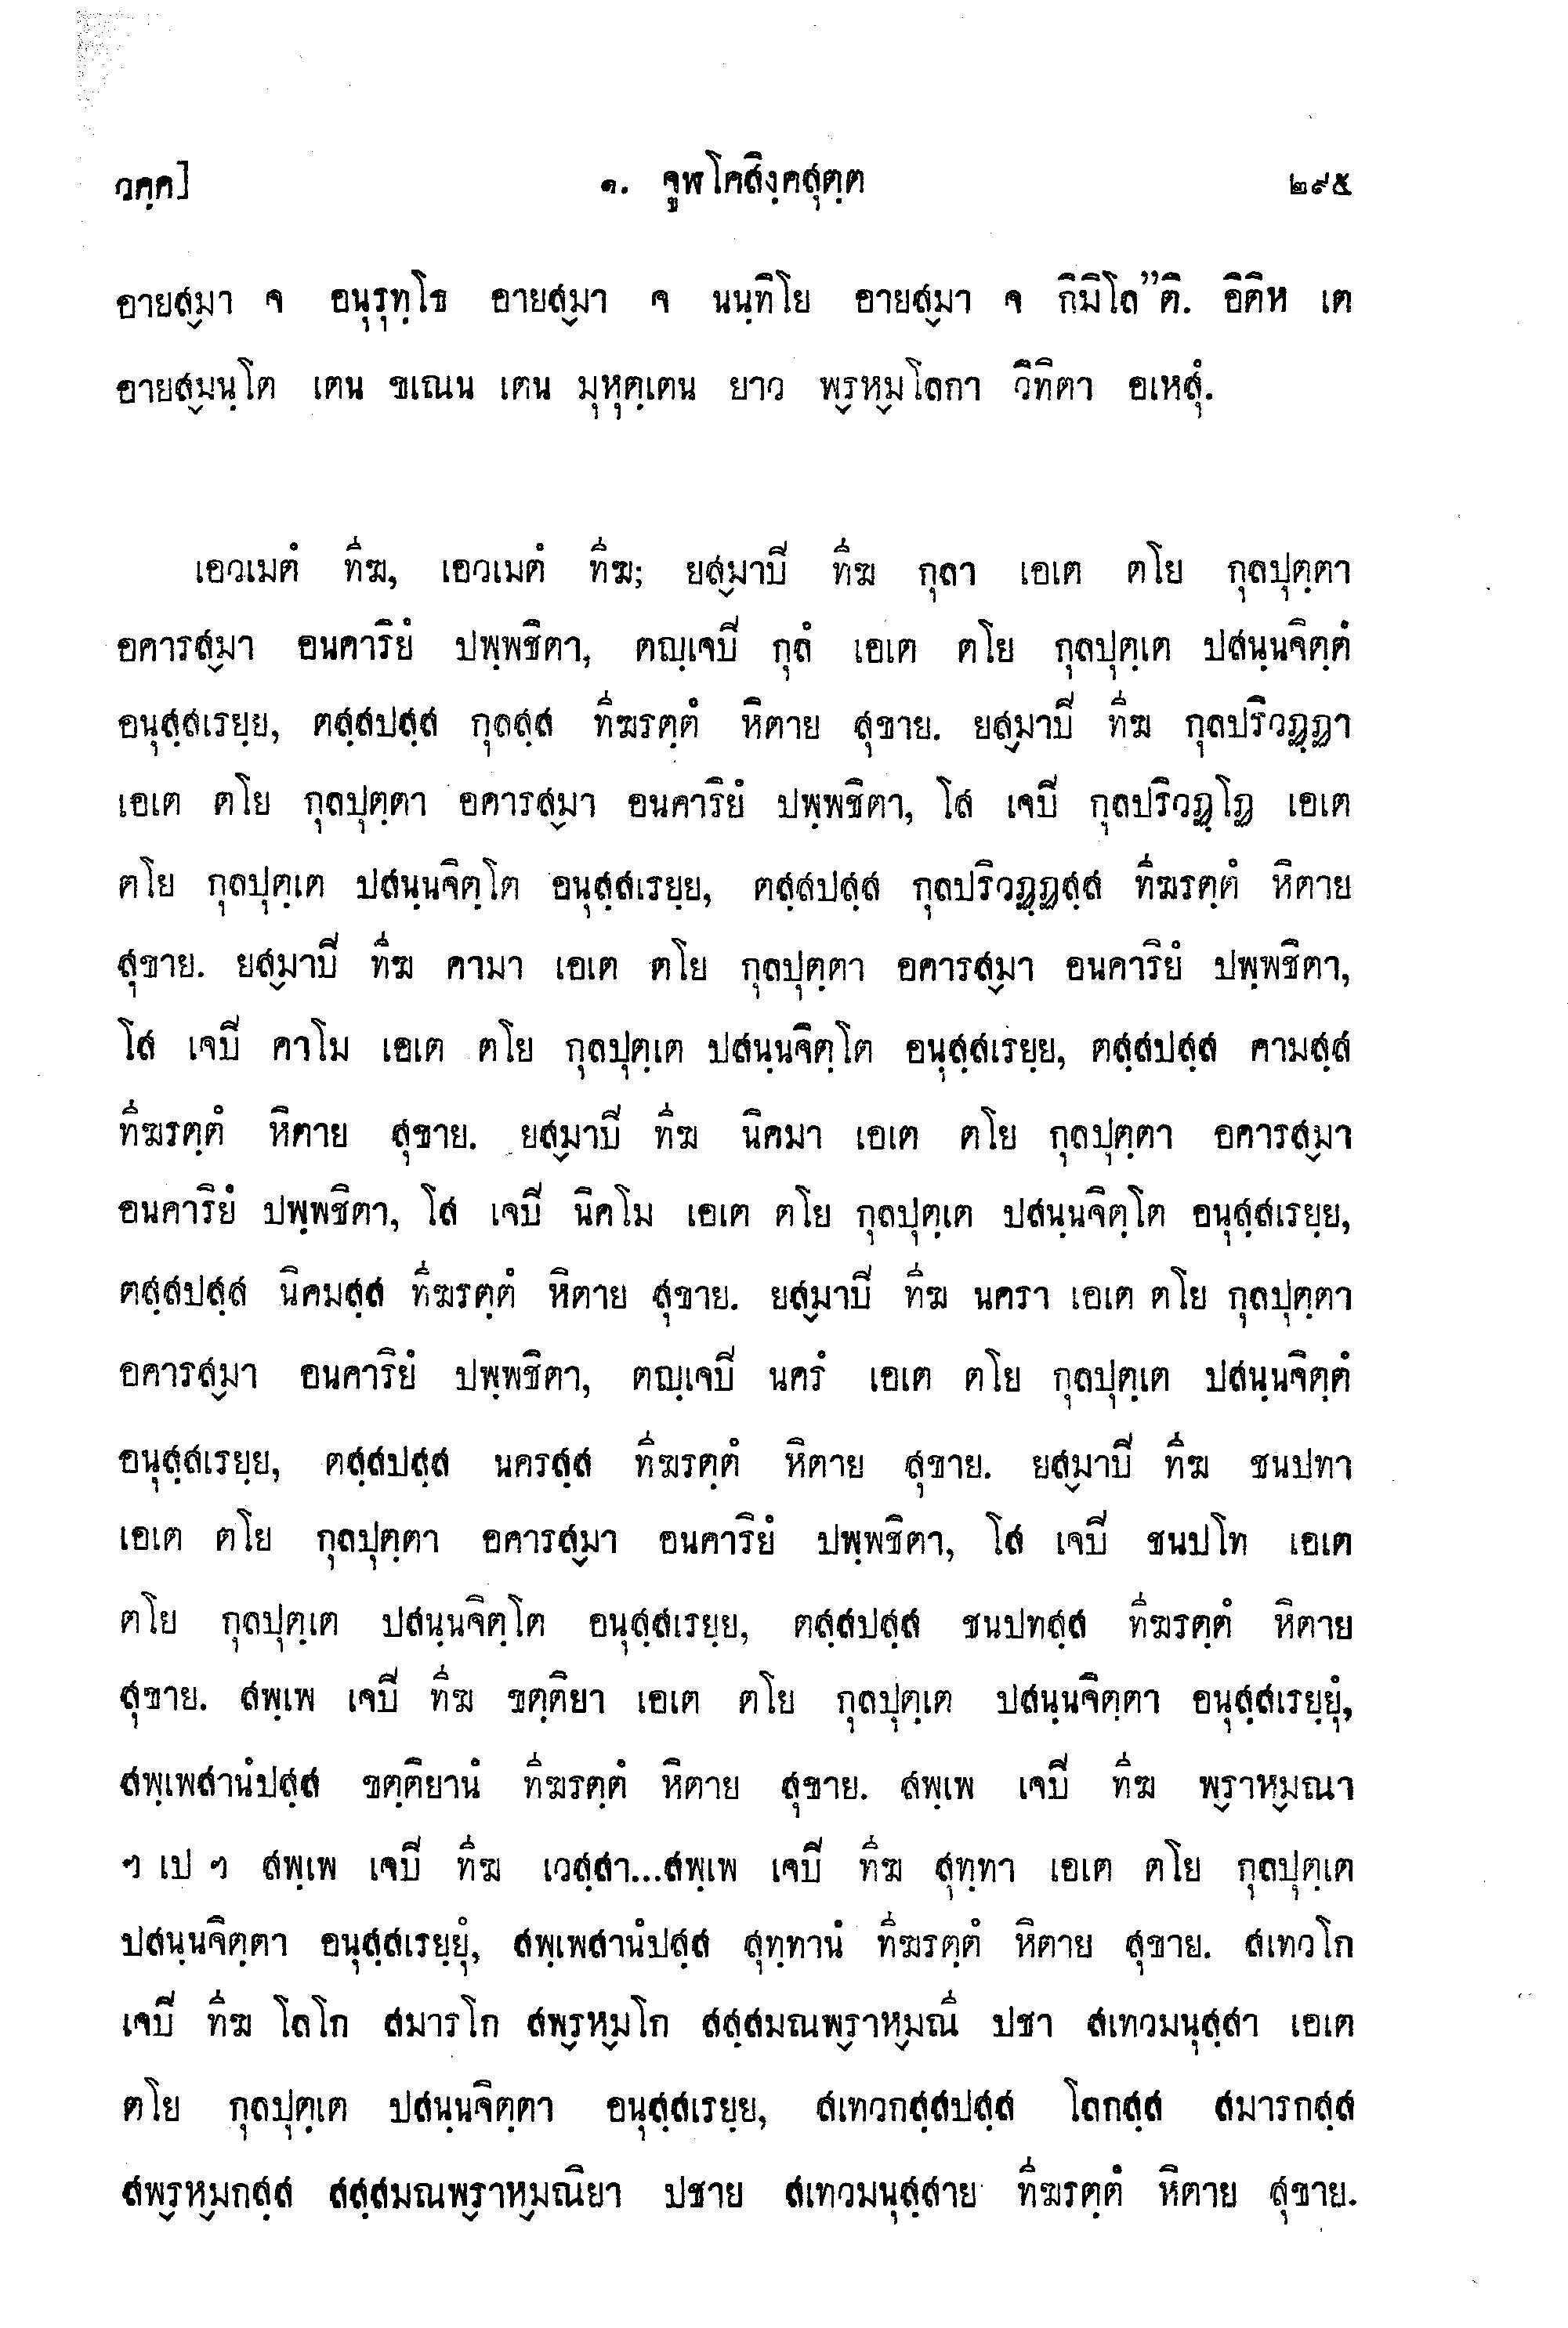 วคฺค] ๑. จูฬโคสิงฺคสุตฺต ๒๙๕
อายสฺมา จ อนุรุทฺโธ อายสฺมา จ นนฺทิโย อายสฺมา จ กิมิโล”ติ. อิติห เต
อายสฺมนฺโต เตน ขเณน เตน มุหุตฺเตน ยาว พฺรหฺมโลกา วิทิตา อเหสุํ.
เอวเมตํ ทีฆ, เอวเมตํ ทีฆ; ยสฺมาปิ ทีฆ กุลา เอเต ตโย กุลปุตฺตา
อคารสฺมา อนคาริยํ ปพฺพชิตา, ตญฺเจปิ กุลํ เอเต ตโย กุลปุตฺเต ปสนฺนจิตฺตํ
อนุสฺสเรยฺย, ตสฺสปสฺส กุลสฺส ทีฆรตฺตํ หิตาย สุขาย. ยสฺมาปิ ทีฆ กุลปริวฏฺฏา
เอเต ตโย กุลปุตฺตา อคารสฺมา อนคาริยํ ปพฺพชิตา, โส เจปิ กุลปริวฏฺโฏ เอเต
ตโย กุลปุตฺเต ปสนฺนจิตฺโต อนุสฺสเรยฺย, ตสฺสปสฺส กุลปริวฏฺฏสฺส ทีฆรตฺตํ หิตาย
สุขาย. ยสฺมาปิ ทีฆ คามา เอเต ตโย กุลปุตฺตา อคารสฺมา อนคาริยํ ปพฺพชิตา,
โส เจปิ คาโม เอเต ตโย กุลปุตฺเต ปสนฺนจิตฺโต อนุสฺสเรยฺย, ตสฺสปสฺส คามสฺส
ทีฆรตฺตํ หิตาย สุขาย. ยสฺมาปิ ทีฆ นิคมา เอเต ตโย กุลปุตฺตา อคารสฺมา
อนคาริยํ ปพฺพชิตา, โส เจปิ นิคโม เอเต ตโย กุลปุตฺเต ปสนฺนจิตฺโต อนุสฺสเรยฺย,
ตสฺสปสฺส นิคมสฺส ทีฆรตฺตํ หิตาย สุขาย. ยสฺมาปิ ทีฆ นครา เอเต ตโย กุลปุตฺตา
อคารสฺมา อนคาริยํ ปพฺพชิตา, ตญฺเจปิ นครํ เอเต ตโย กุลปุตฺเต ปสนฺนจิตฺตํ
อนุสฺสเรยฺย, ตสฺสปสฺส นครสฺส ทีฆรตฺตํ หิตาย สุขาย. ยสฺมาปิ ทีฆ ชนปทา
เอเต ตโย กุลปุตฺตา อคารสฺมา อนคาริยํ ปพฺพชิตา, โส เจปิ ชนปโท เอเต
ตโย กุลปุตฺเต ปสนฺนจิตฺโต อนุสฺสเรยฺย, ตสฺสปสฺส ชนปทสฺส ทีฆรตฺตํ หิตาย
สุขาย. สพฺเพ เจปิ ทีฆ ขตฺติยา เอเต ตโย กุลปุตฺเต ปสนฺนจิตฺตา อนุสฺสเรยฺยุํ,
สพฺเพสานํปสฺส ขตฺติยานํ ทีฆรตฺตํ หิตาย สุขาย. สพฺเพ เจปิ ทีฆ พฺราหฺมณา
ฯ เป ฯ สพฺเพ เจปิ ทีฆ เวสฺสา...สพฺเพ เจปิ ทีฆ สุทฺทา เอเต ตโย กุลปุตฺเต
ปสนฺนจิตฺตา อนุสฺสเรยฺยุํ, สพฺเพสานํปสฺส สุทฺทานํ ทีฆรตฺตํ หิตาย สุขาย. สเทวโก
เจปิ ทีฆ โลโก สมารโก สพฺรหฺมโก สสฺสมณพฺราหฺมณี ปชา สเทวมนุสฺสา เอเต
ตโย กุลปุตฺเต ปสนฺนจิตฺตา อนุสฺสเรยฺย, สเทวกสฺสปสฺส โลกสฺส สมารกสฺส
สพฺรหฺมกสฺส สสฺสมณพฺราหฺมณิยา ปชาย สเทวมนุสฺสาย ทีฆรตฺตํ หิตาย สุขาย.